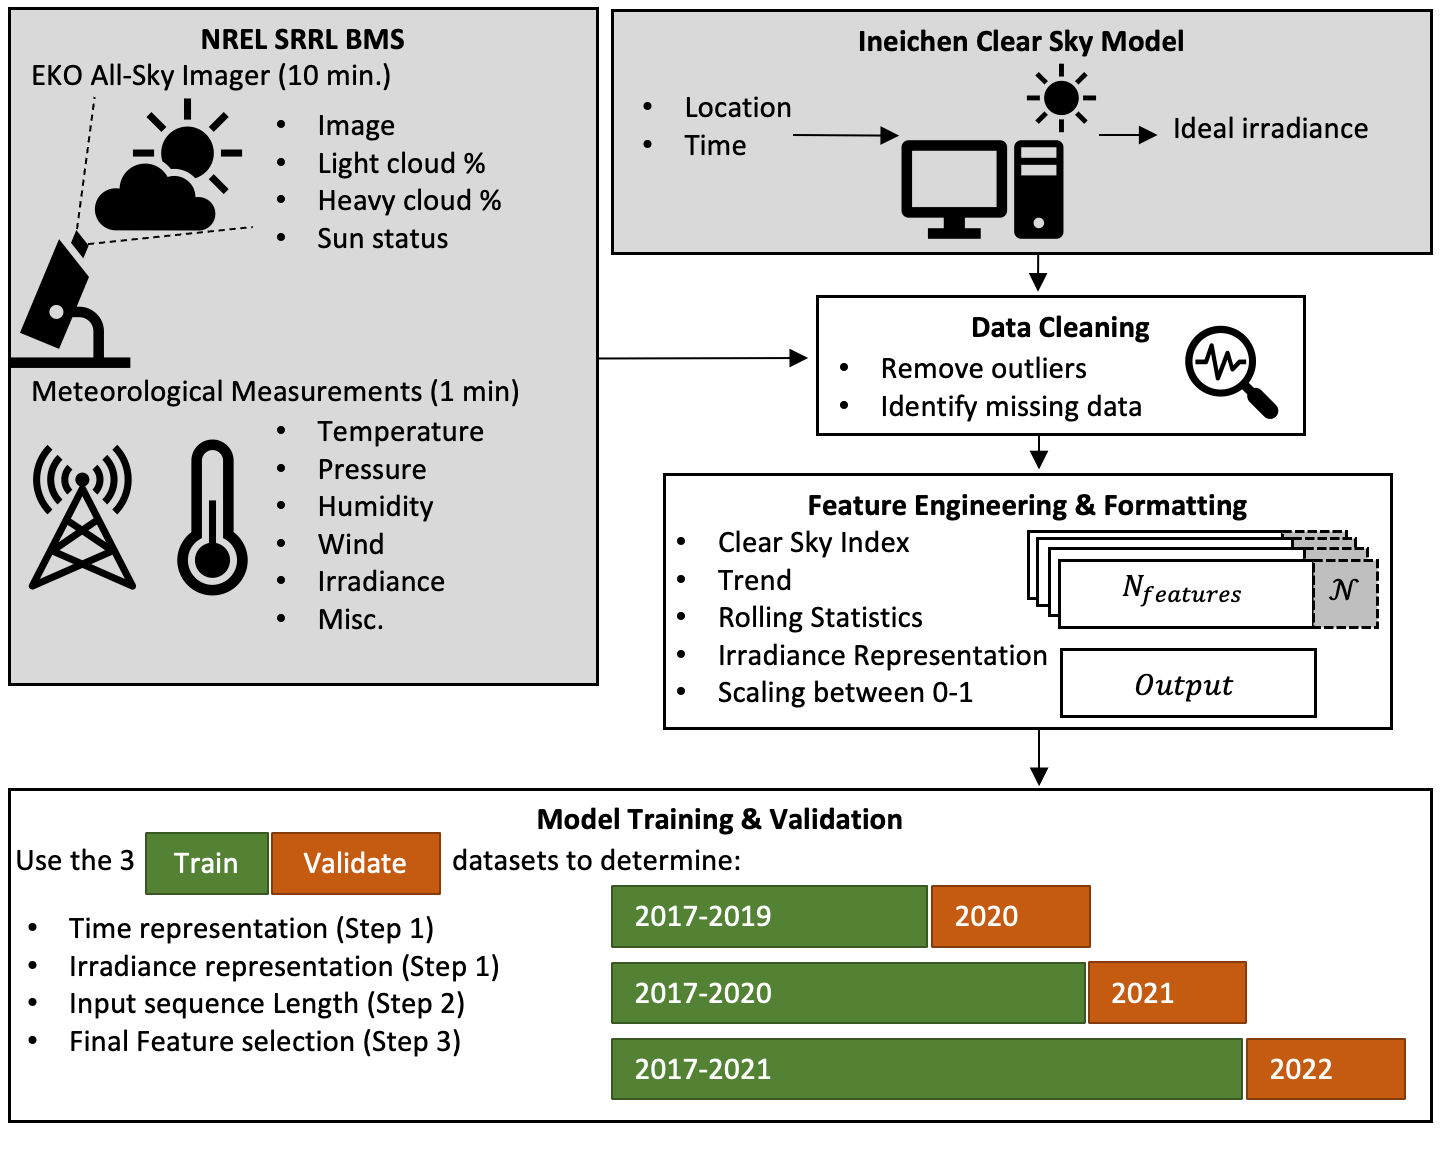 NREL SRRL BMS
EKO All-Sky Imager (10 min.)
• Image
• Light cloud %
• Heavy cloud %
• Sun status
Meteorological Measurements (1 min)
• Temperature
• Pressure
• Humidity
• Wind
• Irradiance
• Misc.
Ineichen Clear Sky Model
• Location
• Time
Ideal irradiance
Data Cleaning
• Remove outliers
• Identify missing data
Feature Engineering & Formatting
• Clear Sky Index
• Trend
• Rolling Statistics
• Irradiance Representation
• Scaling between 0-1
N_features
𝒩
Output
Model Training & Validation
Use the 3 Train Validate datasets to determine:
• Time representation (Step 1)
• Irradiance representation (Step 1)
• Input sequence Length (Step 2)
• Final Feature selection (Step 3)
2017-2019 2020
2017-2020 2021
2017-2021 2022